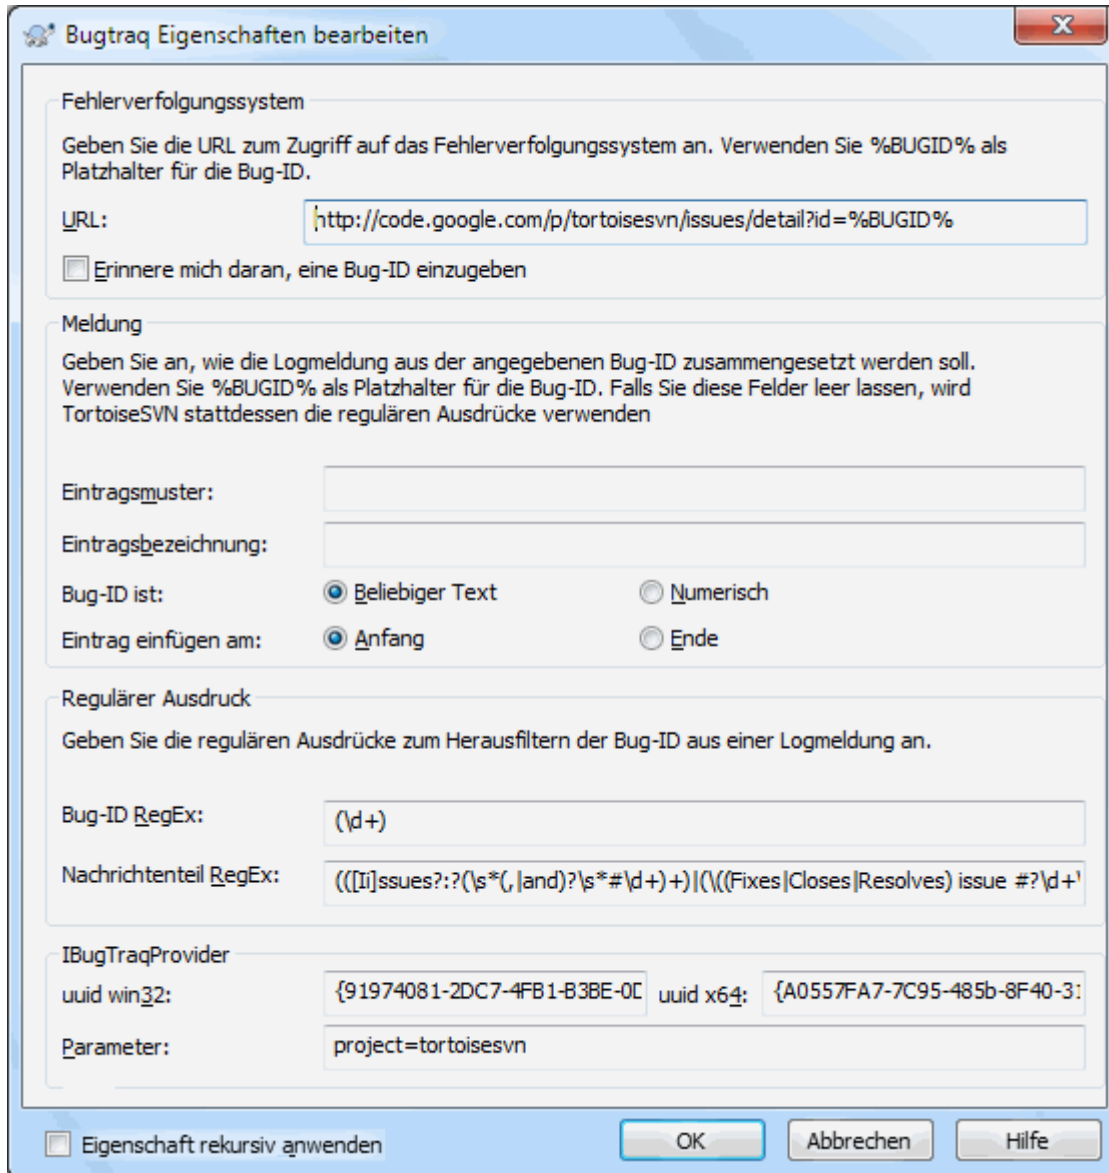 Bugtraq Eigenschaften bearbeiten
Fehlerverfolgungssystem
Geben Sie die URL zum Zugriff auf das Fehlerverfolgungssystem an. Verwenden Sie %BUGID% als
Platzhalter für die Bug-ID.
URL: http://code.google.com/p/tortoisesvn/issues/detail?id=%BUGID%
Erinnere mich daran, eine Bug-ID einzugeben
Meldung
Geben Sie an, wie die Logmeldung aus der angegebenen Bug-ID zusammengesetzt werden soll.
Verwenden Sie %BUGID% als Platzhalter für die Bug-ID. Falls Sie diese Felder leer lassen, wird
TortoiseSVN stattdessen die regulären Ausdrücke verwenden
Eintragsmuster:
Eintragsbezeichnung:
Bug-ID ist: Beliebiger Text Numerisch
Eintrag einfügen am: Anfang Ende
Regulärer Ausdruck
Geben Sie die regulären Ausdrücke zum Herausfiltern der Bug-ID aus einer Logmeldung an.
Bug-ID RegEx: (\d+)
Nachrichtenteil RegEx: (([Ii]ssues?:?(\s*(,|and)?\s*#\d+)+)|(\((Fixes|Closes|Resolves) issue #?\d+\
IBugTraqProvider
uuid win32: {91974081-2DC7-4FB1-B3BE-0D uuid x64: {A0557FA7-7C95-485b-8F40-31
Parameter: project=tortoisesvn
Eigenschaft rekursiv anwenden OK Abbrechen Hilfe